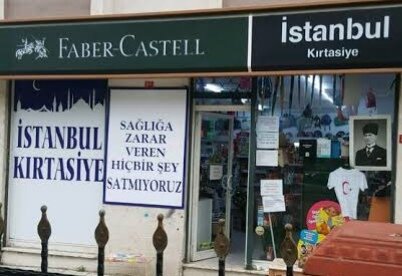 FABER-CASTELL
İstanbul
Kırtasiye
İSTANBUL
KIRTASİYE
SAĞLIĞA
ZARAR
VEREN
HİÇBİR ŞEY
SATMIYORUZ